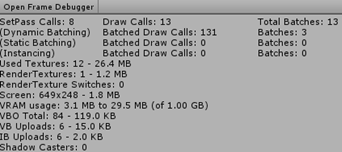 Open Frame Debugger
SetPass Calls: 8 Draw Calls: 13 Total Batches: 13
(Dynamic Batching) Batched Draw Calls: 131 Batches: 3
(Static Batching) Batched Draw Calls: 0 Batches: 0
(Instancing) Batched Draw Calls: 0 Batches: 0
Used Textures: 12 - 26.4 MB
RenderTextures: 1 - 1.2 MB
RenderTexture Switches: 0
Screen: 649x248 - 1.8 MB
VRAM usage: 3.1 MB to 29.5 MB (of 1.00 GB)
VBO Total: 84 - 119.0 KB
VB Uploads: 6 - 15.0 KB
IB Uploads: 6 - 2.0 KB
Shadow Casters: 0